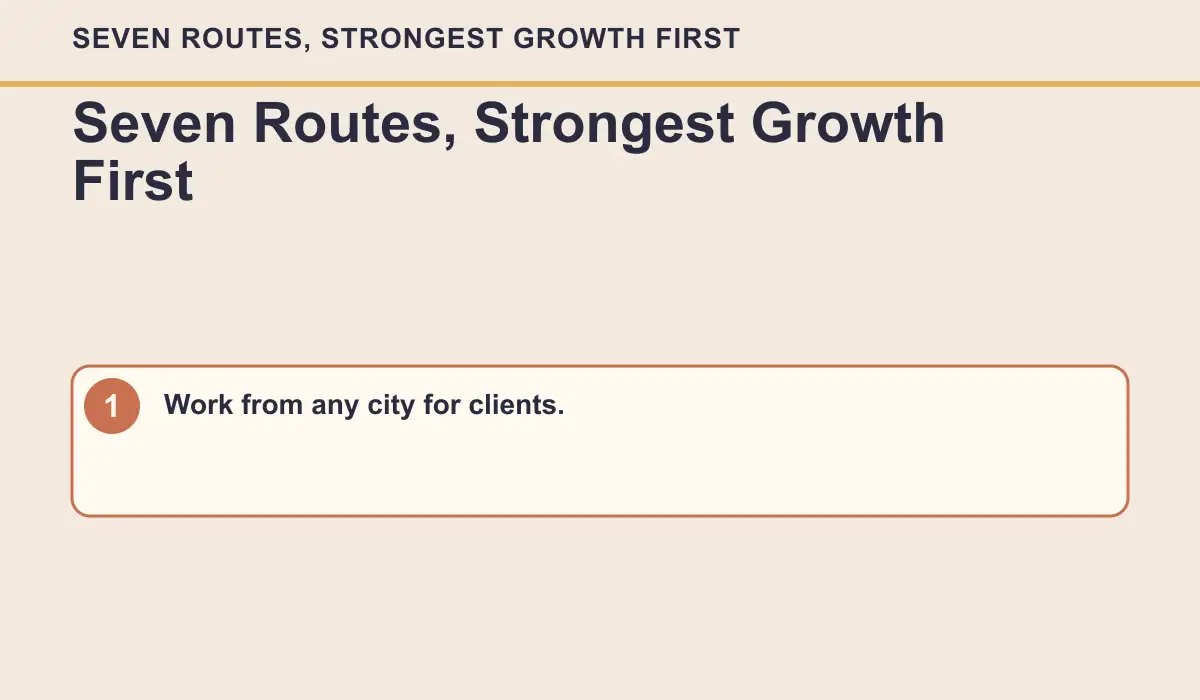 SEVEN ROUTES, STRONGEST GROWTH FIRST
Seven Routes, Strongest Growth
First
1
Work from any city for clients.